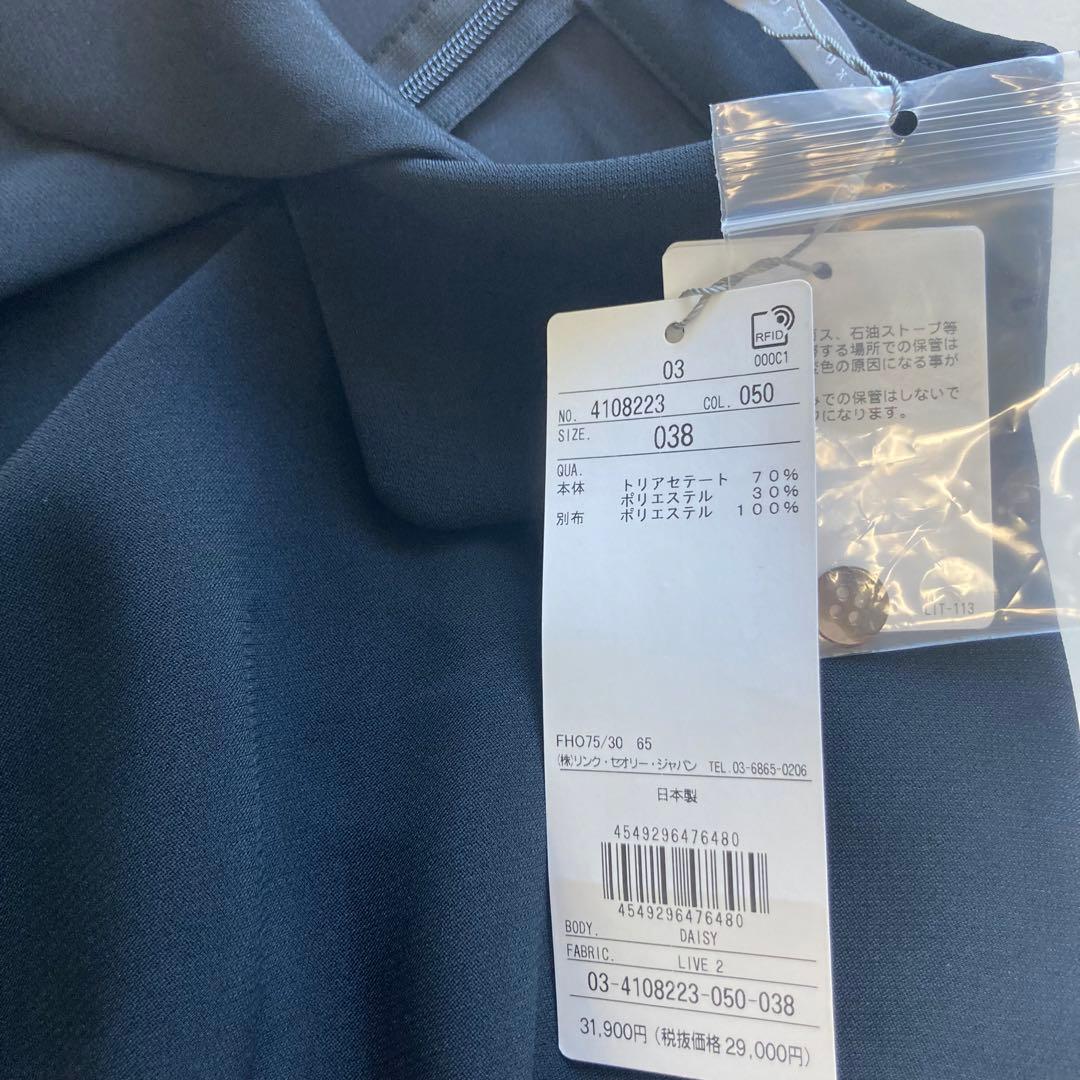 RFID
000C1
03
NO. 4108223 COL. 050
SIZE. 038
QUA.
本体 トリアセテート 70%
ポリエステル 30%
別布 ポリエステル 100%
FHO75/30 65
(株)リンク・セオリー・ジャパン TEL.03-6865-0206
日本製
4549296476480
4549296476480
BODY. DAISY
FABRIC. LIVE 2
03-4108223-050-038
31,900円 (税抜価格 29,000円)
ガス、石油ストーブ等
する場所での保管は
色の原因になる事が
での保管はしないで
になります。
LIT-113